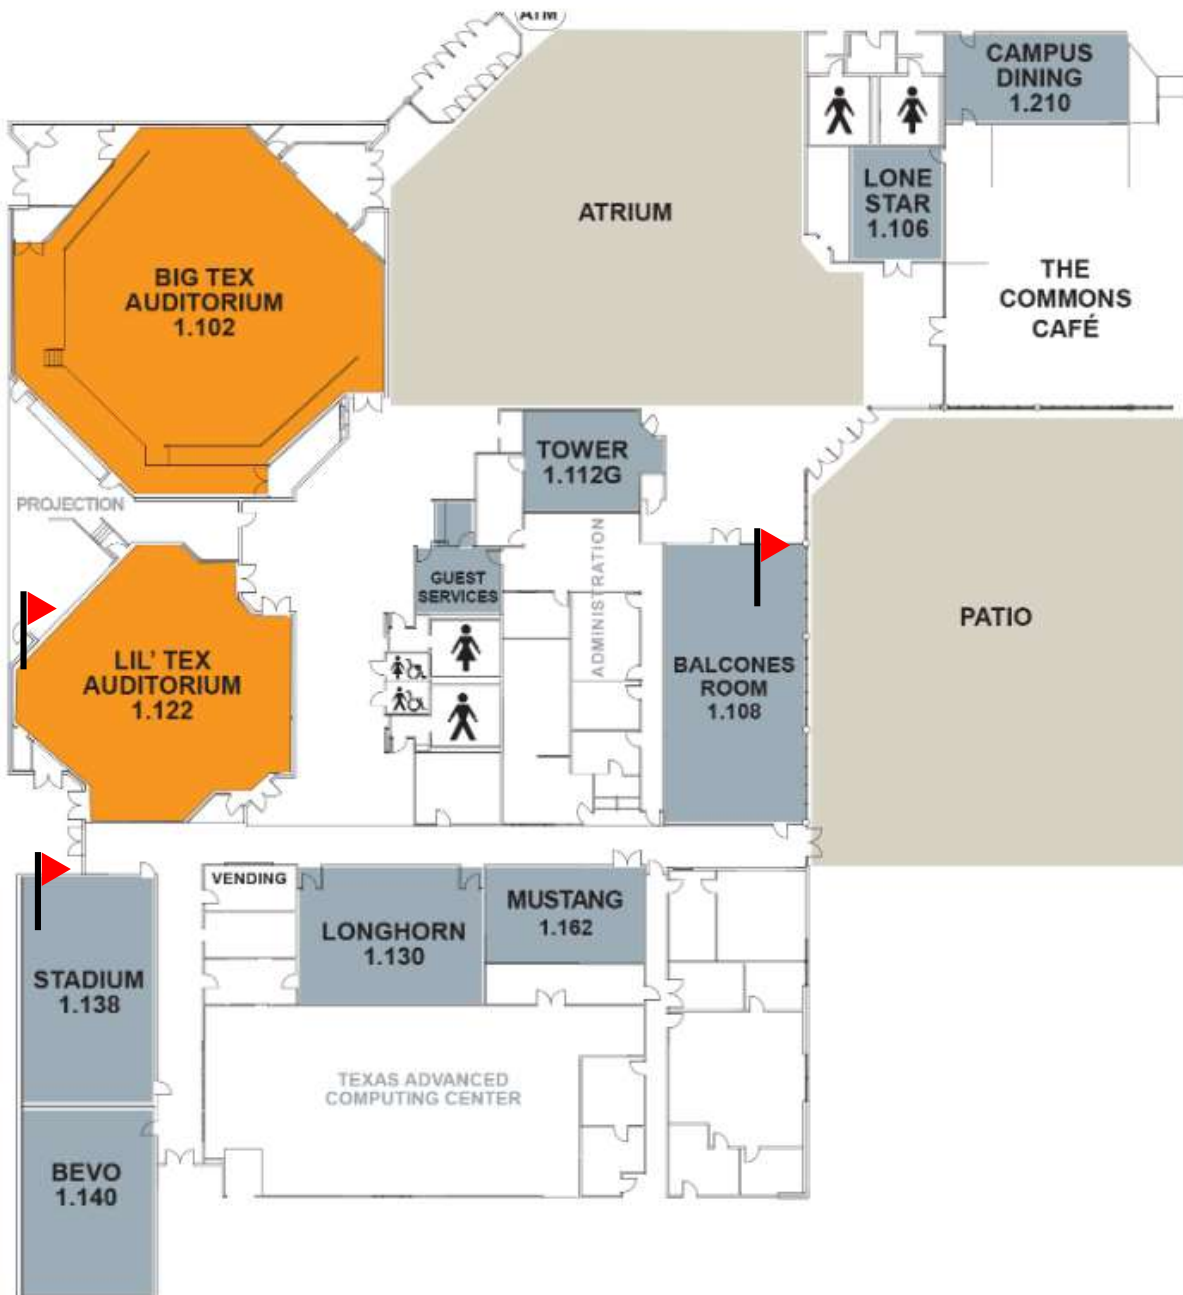 ATM
CAMPUS
DINING
1.210
LONE
STAR
1.106
ATRIUM
THE
COMMONS
CAFÉ
BIG TEX
AUDITORIUM
1.102
TOWER
1.112G
PROJECTION
ADMINISTRATION
GUEST
SERVICES
PATIO
LIL' TEX
AUDITORIUM
1.122
BALCONES
ROOM
1.108
VENDING
LONGHORN
1.130
MUSTANG
1.162
STADIUM
1.138
TEXAS ADVANCED
COMPUTING CENTER
BEVO
1.140